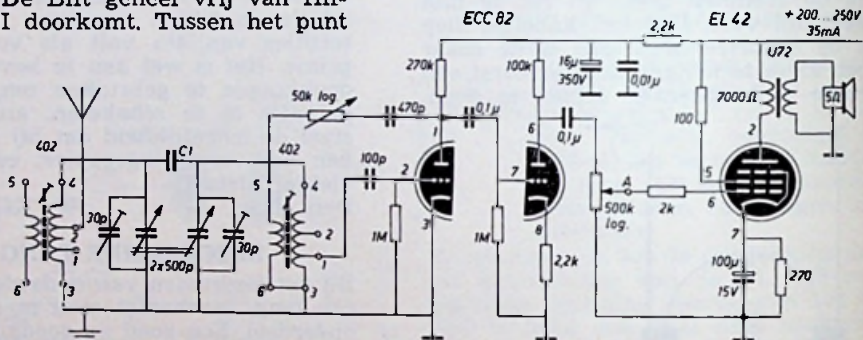 De Bilt geheel vrij van
I doorkomt. Tussen het punt
ECC 82
EL 42
+200...250V
35mA
2,2k
U72
270k
100k
16µ
350V
0,01µ
7000Ω
5Ω
50k log.
470p
0,1µ
100
402
C1
402
100p
1
6
0,1µ
2
5
4
5
4
2
7
A
5
6
30p
2
1
2x500p
30p
2
1
3
1M
1M
8
500k
log.
2k
7
2,2k
100µ
15V
270
6
3
6
3